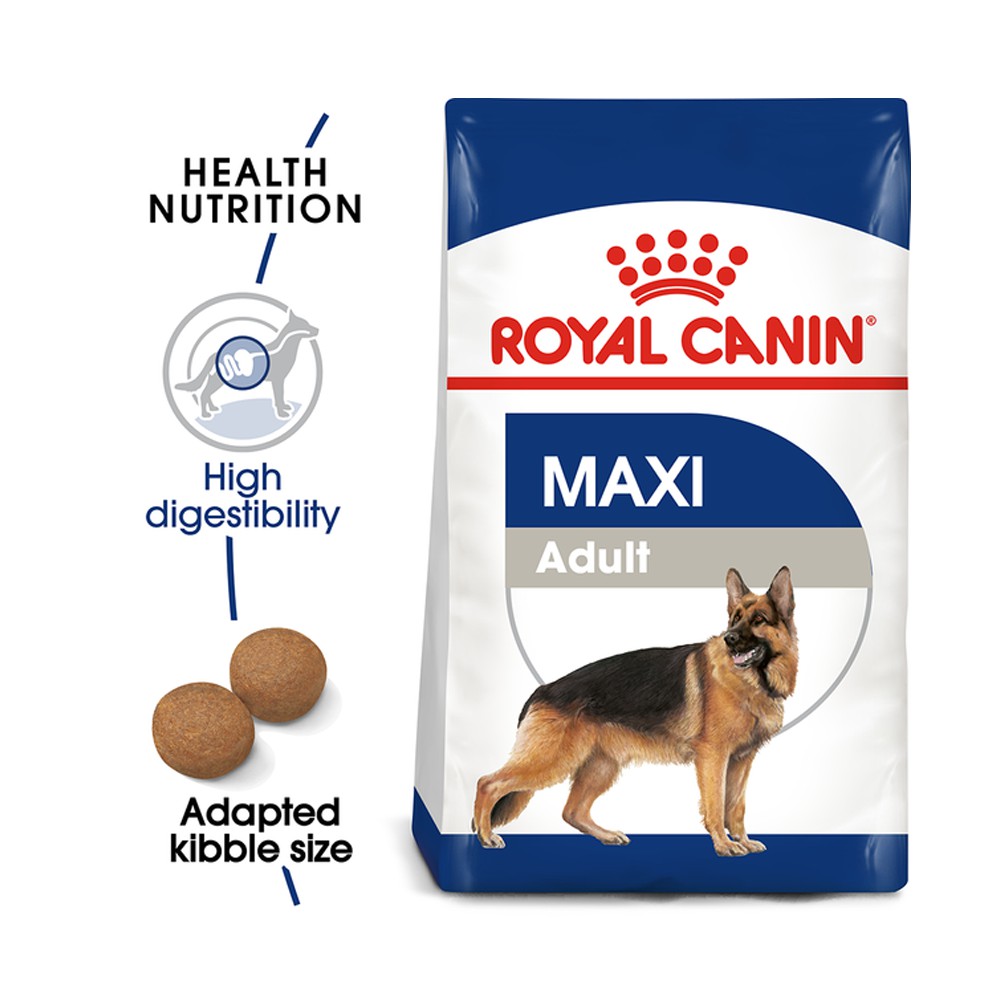 HEALTH
NUTRITION
High
digestibility
Adapted
kibble size
ROYAL CANIN®
MAXI
Adult